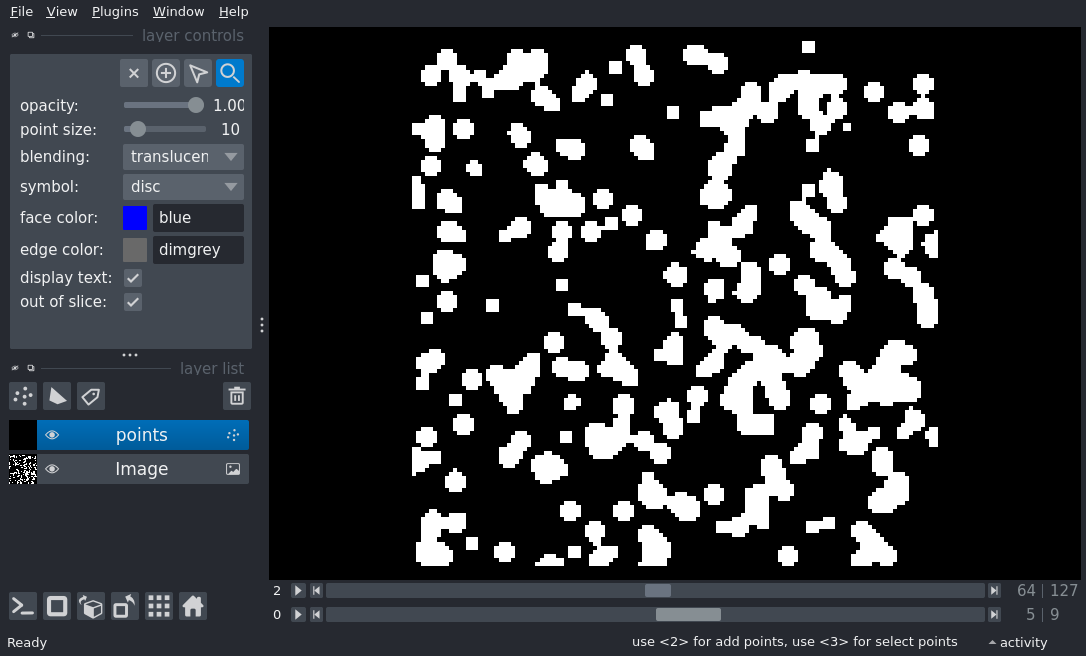 File View Plugins Window Help
layer controls
opacity: 1.00
point size: 10
blending: translucen
symbol: disc
face color: blue
edge color: dimgrey
display text:
out of slice:
layer list
points
Image
2 64 | 127
0 5 | 9
Ready use <2> for add points, use <3> for select points activity